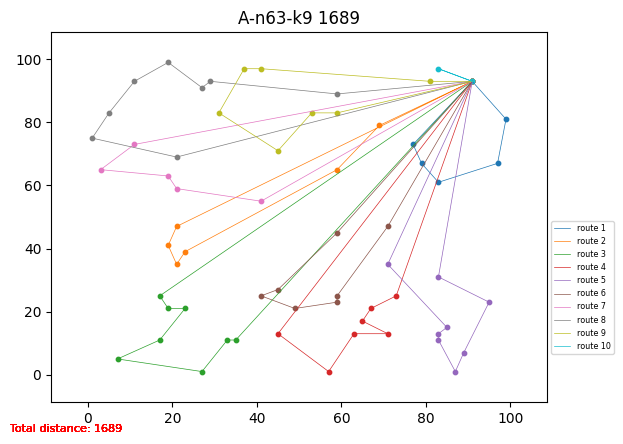 A-n63-k9 1689
100
80
60
40
20
0
0 20 40 60 80 100
route 1
route 2
route 3
route 4
route 5
route 6
route 7
route 8
route 9
route 10
Total distance: 1689